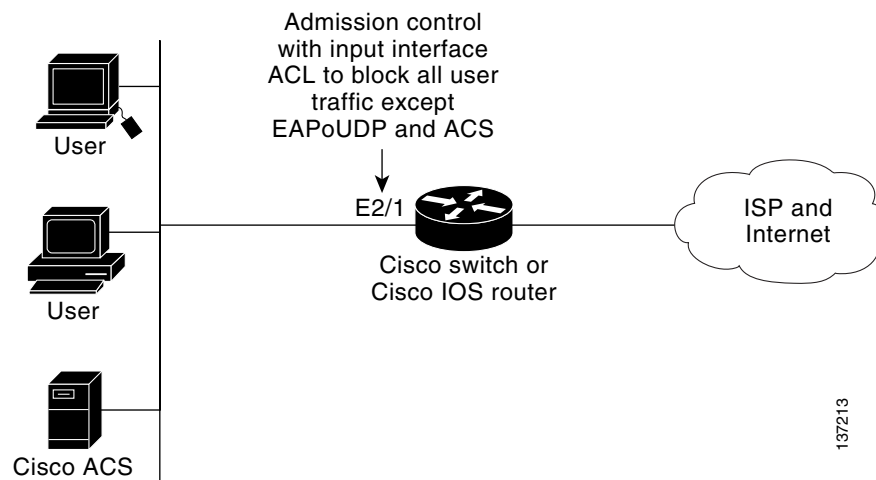 Admission control
with input interface
ACL to block all user
traffic except
EAPoUDP and ACS
User
E2/1
ISP and
Internet
Cisco switch or
Cisco IOS router
User
Cisco ACS
137213